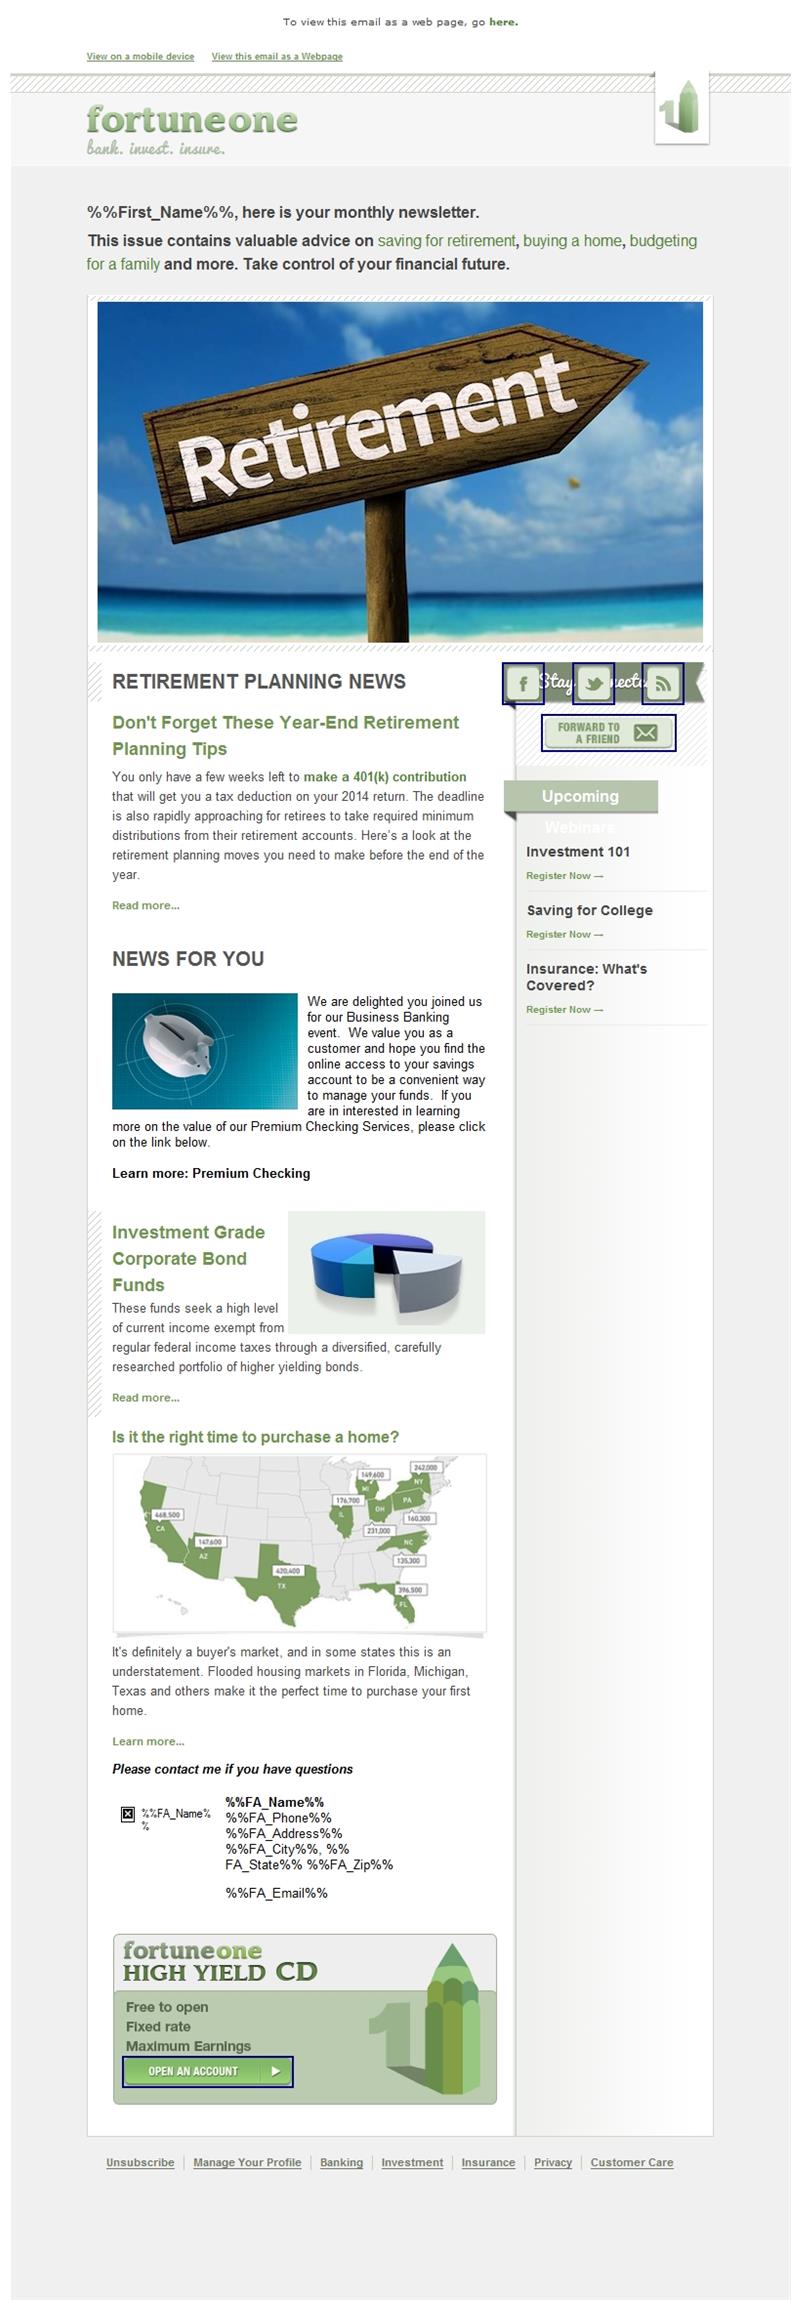 To view this email as a web page, go here.
View on a mobile device View this email as a Webpage
fortuneone
bank. invest. insure.
1
%%First_Name%%, here is your monthly newsletter.
This issue contains valuable advice on saving for retirement, buying a home, budgeting
for a family and more. Take control of your financial future.
Retirement
RETIREMENT PLANNING NEWS
Don't Forget These Year-End Retirement
Planning Tips
You only have a few weeks left to make a 401(k) contribution
that will get you a tax deduction on your 2014 return. The deadline
is also rapidly approaching for retirees to take required minimum
distributions from their retirement accounts. Here's a look at the
retirement planning moves you need to make before the end of the
year.
Read more...
NEWS FOR YOU
We are delighted you joined us
for our Business Banking
event. We value you as a
customer and hope you find the
online access to your savings
account to be a convenient way
to manage your funds. If you
are in interested in learning
more on the value of our Premium Checking Services, please click
on the link below.
Learn more: Premium Checking
Investment Grade
Corporate Bond
Funds
These funds seek a high level
of current income exempt from
regular federal income taxes through a diversified, carefully
researched portfolio of higher yielding bonds.
Read more...
Is it the right time to purchase a home?
242,000
149,600
NY
MI
176,700
PA
IL
OH
468,500
160,300
CA
231,000
147,600
NC
AZ
135,300
420,400
TX
396,500
FL
It's definitely a buyer's market, and in some states this is an
understatement. Flooded housing markets in Florida, Michigan,
Texas and others make it the perfect time to purchase your first
home.
Learn more...
Please contact me if you have questions
%%FA_Name%
%
%%FA_Name%%
%%FA_Phone%%
%%FA_Address%%
%%FA_City%%, %%
FA_State%% %%FA_Zip%%
%%FA_Email%%
fortuneone
HIGH YIELD CD
Free to open
Fixed rate
Maximum Earnings
OPEN AN ACCOUNT
1
Stay
FORWARD TO
A FRIEND
Upcoming
Webinars
Investment 101
Register Now →
Saving for College
Register Now →
Insurance: What's
Covered?
Register Now →
Unsubscribe Manage Your Profile Banking Investment Insurance Privacy Customer Care